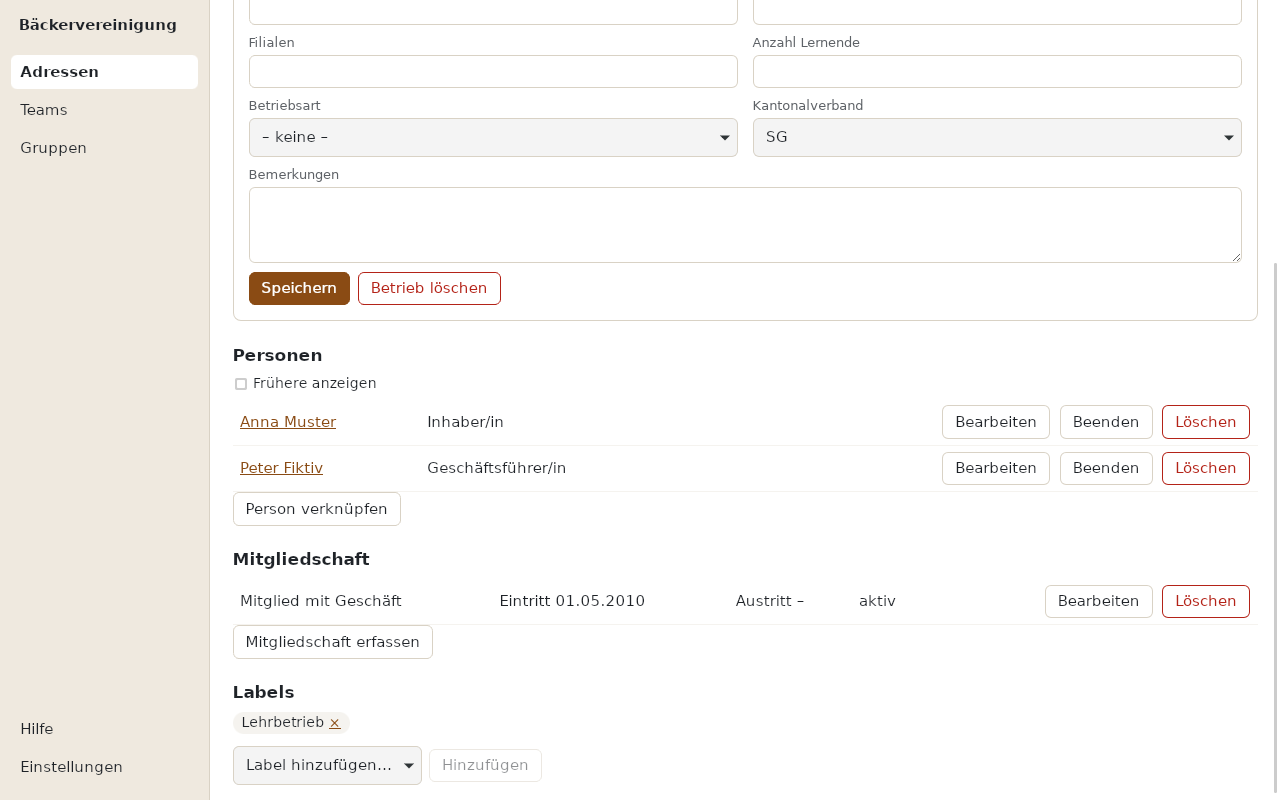 Bäckervereinigung
Adressen
Teams
Gruppen
Hilfe
Einstellungen
Filialen
Anzahl Lernende
Betriebsart
Kantonalverband
– keine –
SG
Bemerkungen
Speichern
Betrieb löschen
Personen
Frühere anzeigen
Anna Muster Inhaber/in Bearbeiten Beenden Löschen
Peter Fiktiv Geschäftsführer/in Bearbeiten Beenden Löschen
Person verknüpfen
Mitgliedschaft
Mitglied mit Geschäft Eintritt 01.05.2010 Austritt – aktiv Bearbeiten Löschen
Mitgliedschaft erfassen
Labels
Lehrbetrieb ×
Label hinzufügen... Hinzufügen